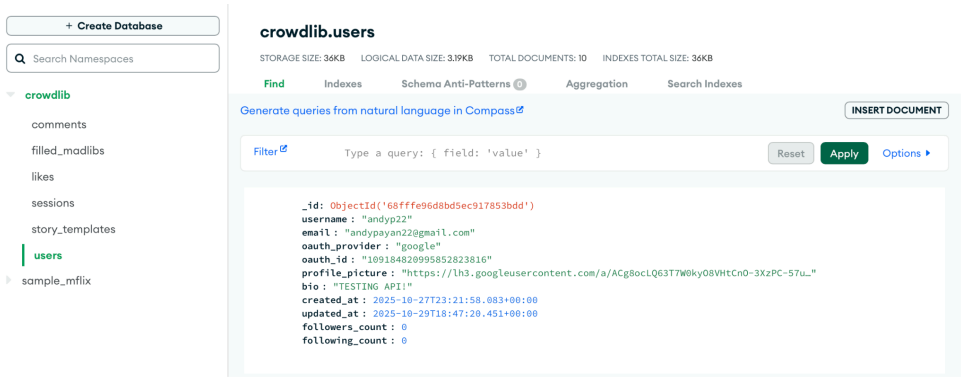 + Create Database
Search Namespaces
crowdlib
comments
filled_madlibs
likes
sessions
story_templates
users
sample_mflix
crowdlib.users
STORAGE SIZE: 36KB LOGICAL DATA SIZE: 3.19KB TOTAL DOCUMENTS: 10 INDEXES TOTAL SIZE: 36KB
Find Indexes Schema Anti-Patterns 0 Aggregation Search Indexes
Generate queries from natural language in Compass
INSERT DOCUMENT
Filter Type a query: { field: 'value' } Reset Apply Options
_id: ObjectId('68fffe96d8bd5ec917853bdd')
username : "andyp22"
email : "andypayan22@gmail.com"
oauth_provider : "google"
oauth_id : "109184820995852823816"
profile_picture : "https://lh3.googleusercontent.com/a/ACg8ocLQ63T7W0kyO8VHtCnO-3XzPC-57u…"
bio : "TESTING API!"
created_at : 2025-10-27T23:21:58.083+00:00
updated_at : 2025-10-29T18:47:20.451+00:00
followers_count : 0
following_count : 0